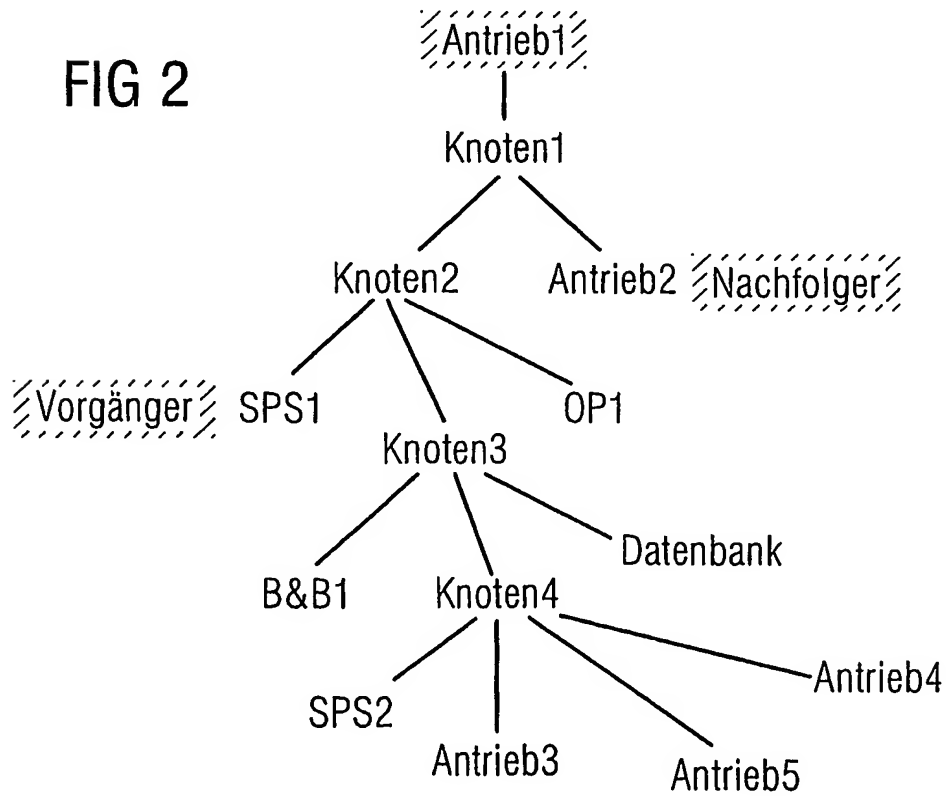 FIG 2
Antrieb1
Knoten1
Knoten2
Antrieb2 Nachfolger
Vorgänger SPS1
OP1
Knoten3
Datenbank
B&B1
Knoten4
Antrieb4
SPS2
Antrieb3
Antrieb5